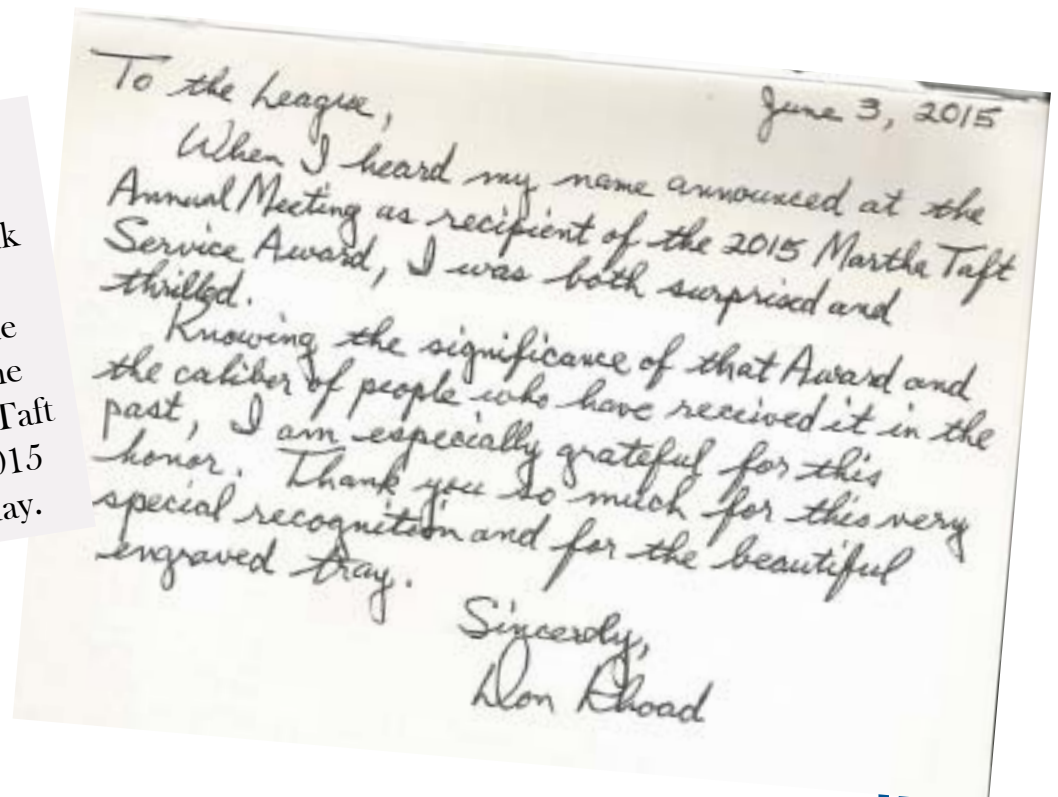 To the League,
June 3, 2015
When I heard my name announced at the
Annual Meeting as recipient of the 2015 Martha Taft
Service Award, I was both surprised and
thrilled.
Knowing the significance of that Award and
the caliber of people who have received it in the
past, I am especially grateful for this
honor. Thank you so much for this very
special recognition and for the beautiful
engraved tray.
Sincerely,
Don Rhoad
Taft